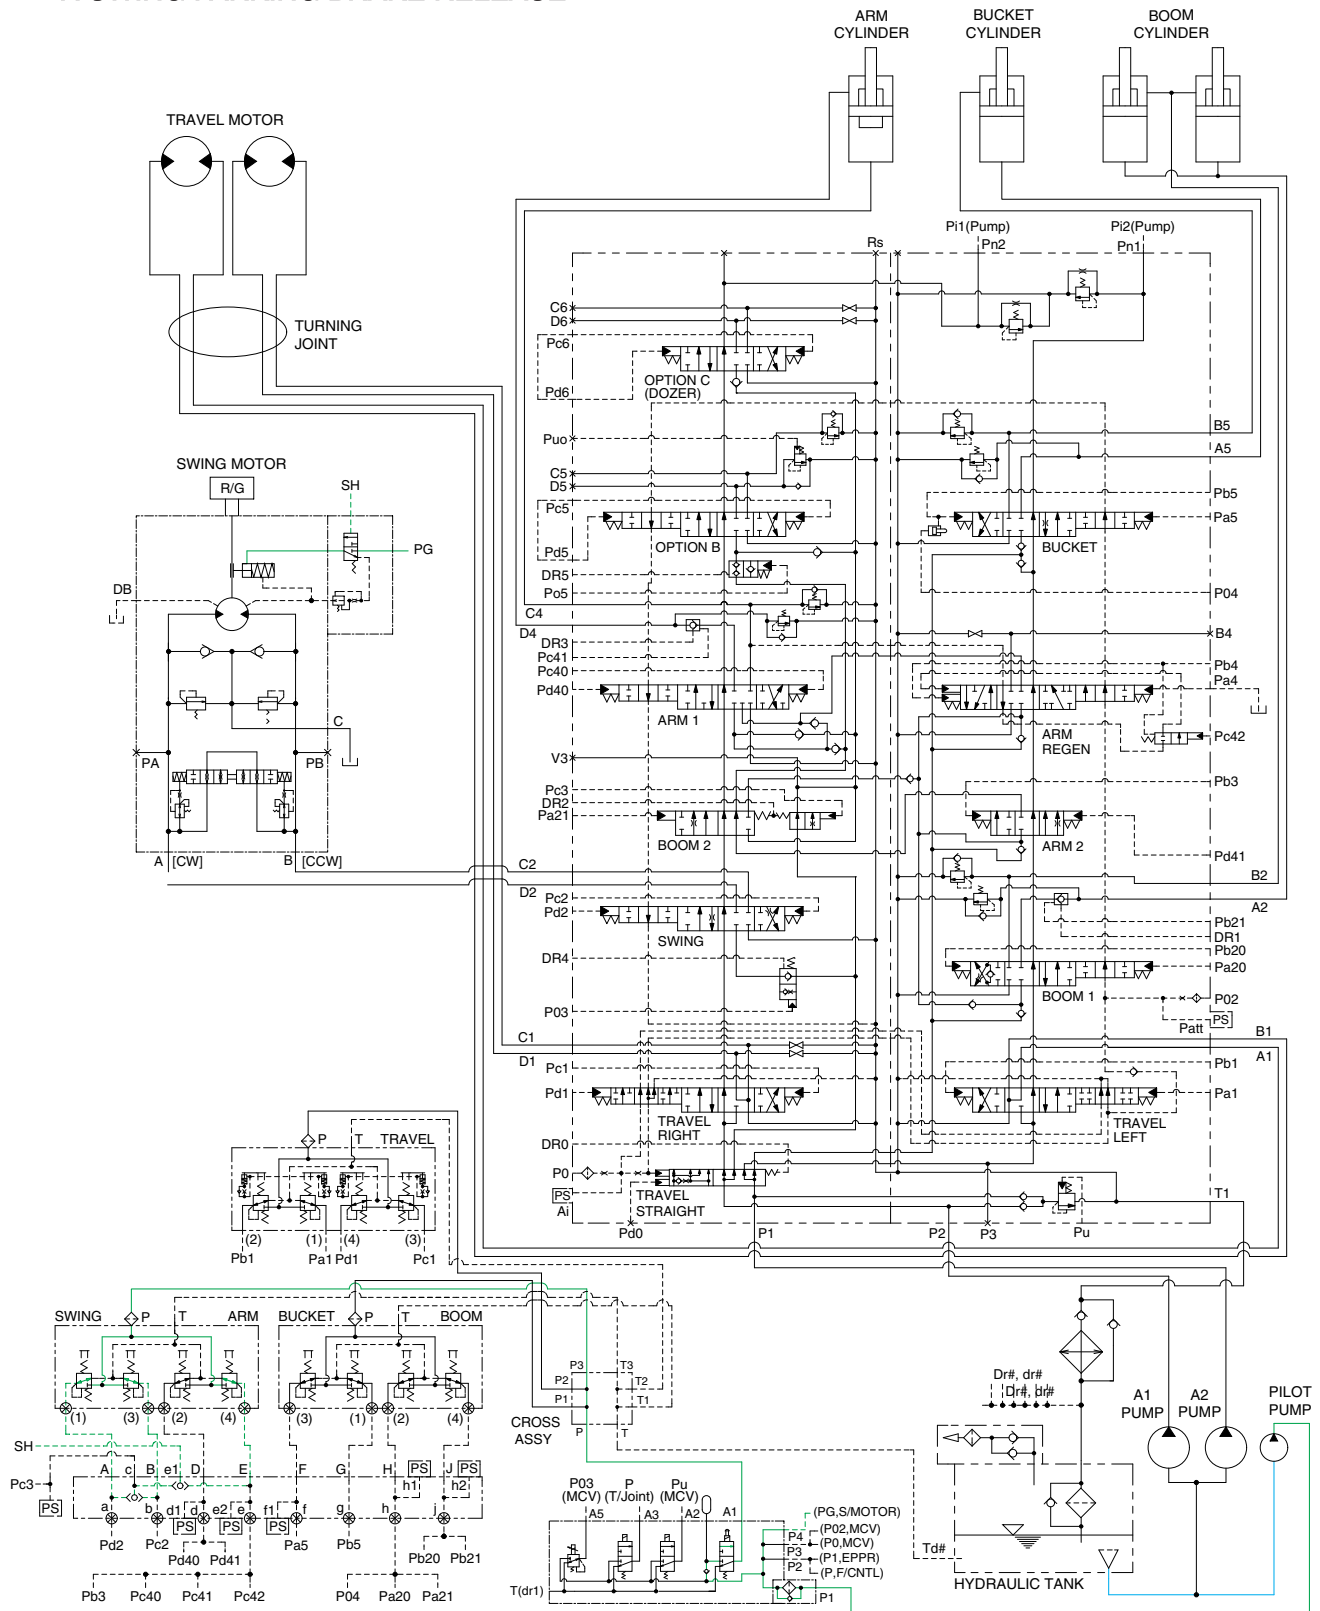 ARM
CYLINDER
BUCKET
CYLINDER
BOOM
CYLINDER
TRAVEL MOTOR
TURNING
JOINT
Pi1(Pump)
Pn2
Pi2(Pump)
Pn1
Rs
C6
D6
Pc6
Pd6
OPTION C
(DOZER)
Puo
C5
D5
Pc5
Pd5
OPTION B
DR5
Po5
C4
D4
DR3
Pc41
Pc40
Pd40
ARM 1
V3
Pc3
DR2
Pa21
BOOM 2
C2
D2
Pc2
Pd2
SWING
DR4
P03
C1
D1
Pc1
Pd1
TRAVEL
RIGHT
DR0
P0
PS
Ai
TRAVEL
STRAIGHT
Pd0
P1
P2
P3
Pu
T1
B5
A5
Pb5
Pa5
BUCKET
P04
B4
Pb4
Pa4
ARM
REGEN
Pc42
Pb3
ARM 2
Pd41
B2
A2
Pb21
DR1
Pb20
Pa20
BOOM 1
P02
Patt
PS
B1
A1
Pb1
Pa1
TRAVEL
LEFT
SWING MOTOR
R/G
SH
PG
DB
C
PA
PB
A [CW]
B [CCW]
P T TRAVEL
(2) (1) (4) (3)
Pb1 Pa1 Pd1 Pc1
SWING P T ARM
BUCKET P T BOOM
(1) (3) (2) (4)
(3) (1) (2) (4)
SH
Pc3
PS
A c B e1 D E F G H J
PS PS
h1 h2
a b d1 d e2 e f1 f g h i
PS PS PS
Pd2 Pc2 Pd40 Pd41 Pa5 Pb5 Pb20 Pb21
Pb3 Pc40 Pc41 Pc42 P04 Pa20 Pa21
P3 T3
P2 T2
P1 T1
CROSS
ASSY
P T
P03
(MCV)
P
(T/Joint)
Pu
(MCV)
A5 A3 A2 A1
T(dr1)
P4
P3
P2
P1
(PG,S/MOTOR)
(P02,MCV)
(P0,MCV)
(P1,EPPR)
(P,F/CNTL)
Dr#, dr#
Dr#, dr#
Td#
HYDRAULIC TANK
A1
PUMP
A2
PUMP
PILOT
PUMP